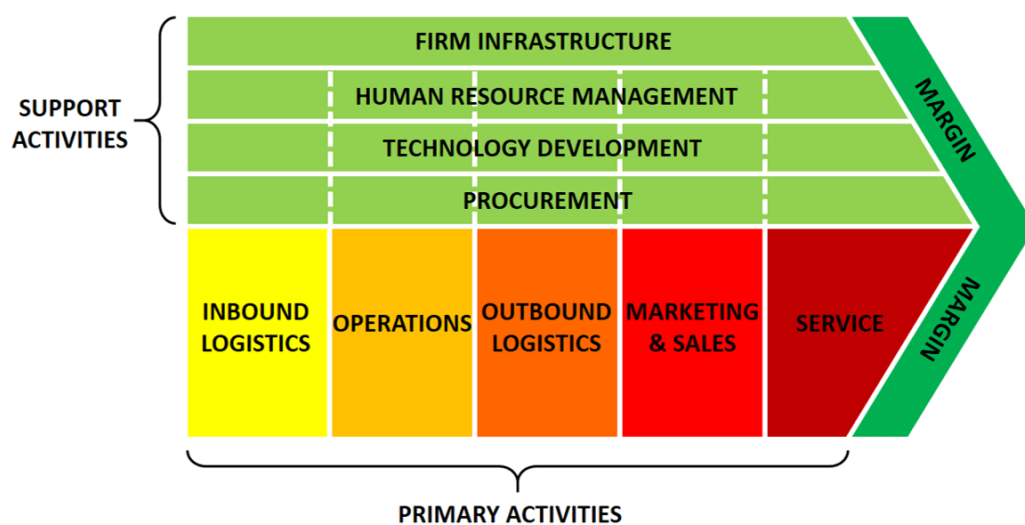 FIRM INFRASTRUCTURE
SUPPORT
ACTIVITIES
HUMAN RESOURCE MANAGEMENT
TECHNOLOGY DEVELOPMENT
PROCUREMENT
MARGIN
INBOUND
LOGISTICS
OPERATIONS
OUTBOUND
LOGISTICS
MARKETING
& SALES
SERVICE
MARGIN
PRIMARY ACTIVITIES